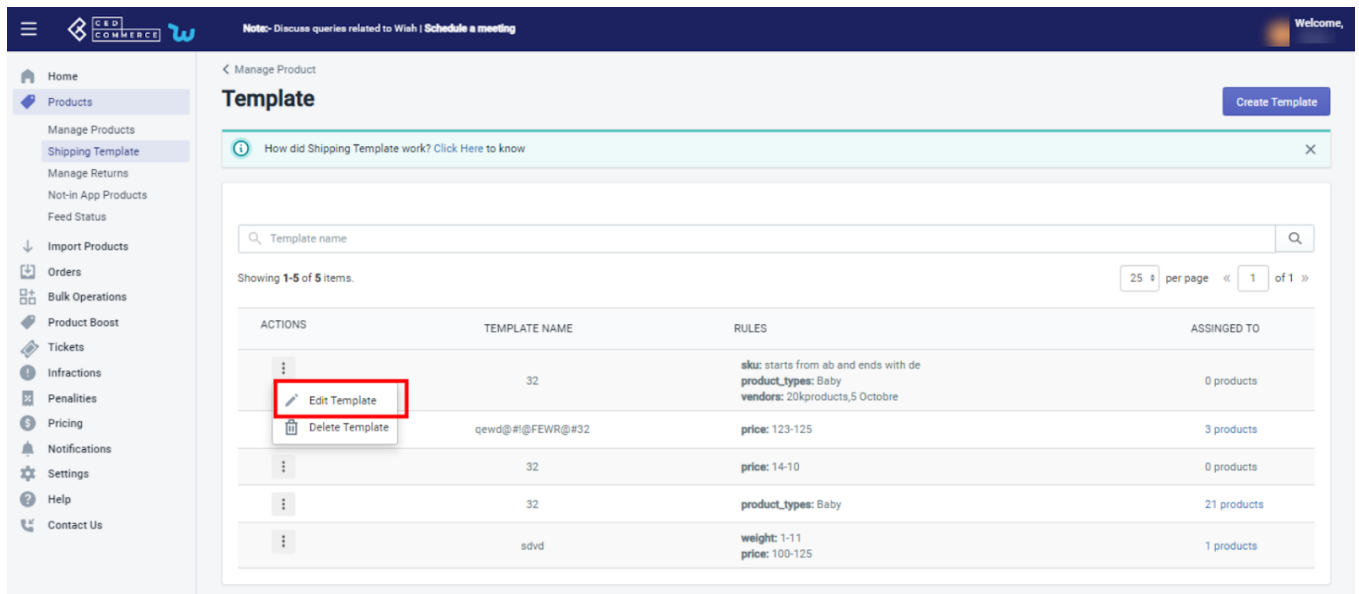 CED COMMERCE
Note:- Discuss queries related to Wish | Schedule a meeting
Welcome,
Home
Products
Manage Products
Shipping Template
Manage Returns
Not-in App Products
Feed Status
Import Products
Orders
Bulk Operations
Product Boost
Tickets
Infractions
Penalities
Pricing
Notifications
Settings
Help
Contact Us
Manage Product
Template
Create Template
How did Shipping Template work? Click Here to know
Template name
Showing 1-5 of 5 items.
25 per page « 1 of 1 »
ACTIONS TEMPLATE NAME RULES ASSINGED TO
32 sku: starts from ab and ends with de 0 products
product_types: Baby
vendors: 20kproducts,5 Octobre
Edit Template
Delete Template
qewd@#!@FEWR@#32 price: 123-125 3 products
32 price: 14-10 0 products
32 product_types: Baby 21 products
sdvd weight: 1-11 1 products
price: 100-125